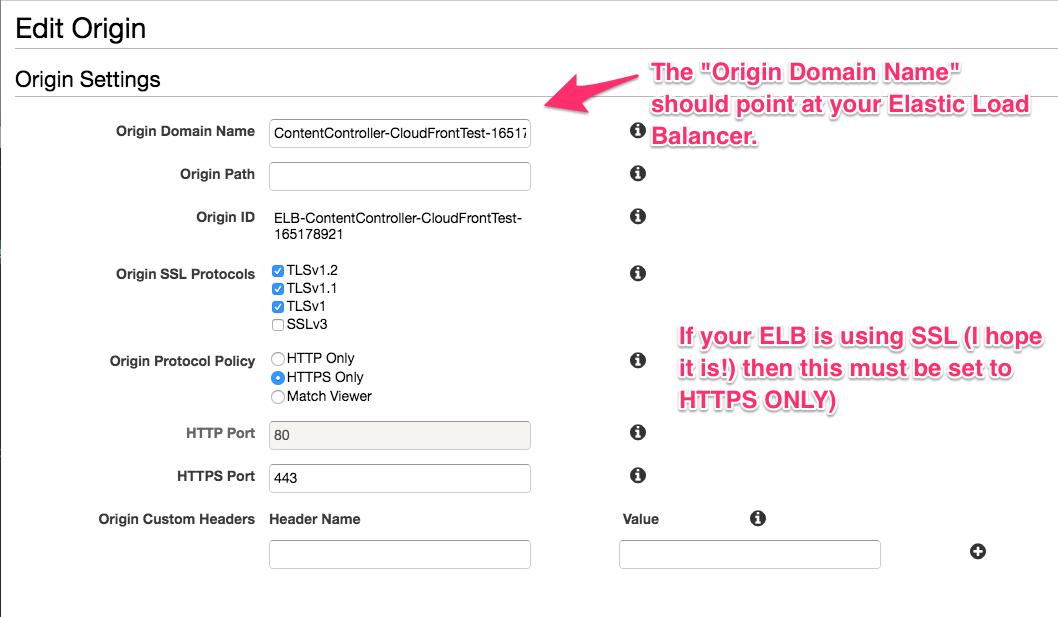 Edit Origin
Origin Settings
The "Origin Domain Name"
should point at your Elastic Load
Balancer.
Origin Domain Name ContentController-CloudFrontTest-16517
Origin Path
Origin ID ELB-ContentController-CloudFrontTest-
165178921
Origin SSL Protocols TLSv1.2
TLSv1.1
TLSv1
SSLv3
If your ELB is using SSL (I hope
it is!) then this must be set to
HTTPS ONLY)
Origin Protocol Policy HTTP Only
HTTPS Only
Match Viewer
HTTP Port 80
HTTPS Port 443
Origin Custom Headers Header Name Value